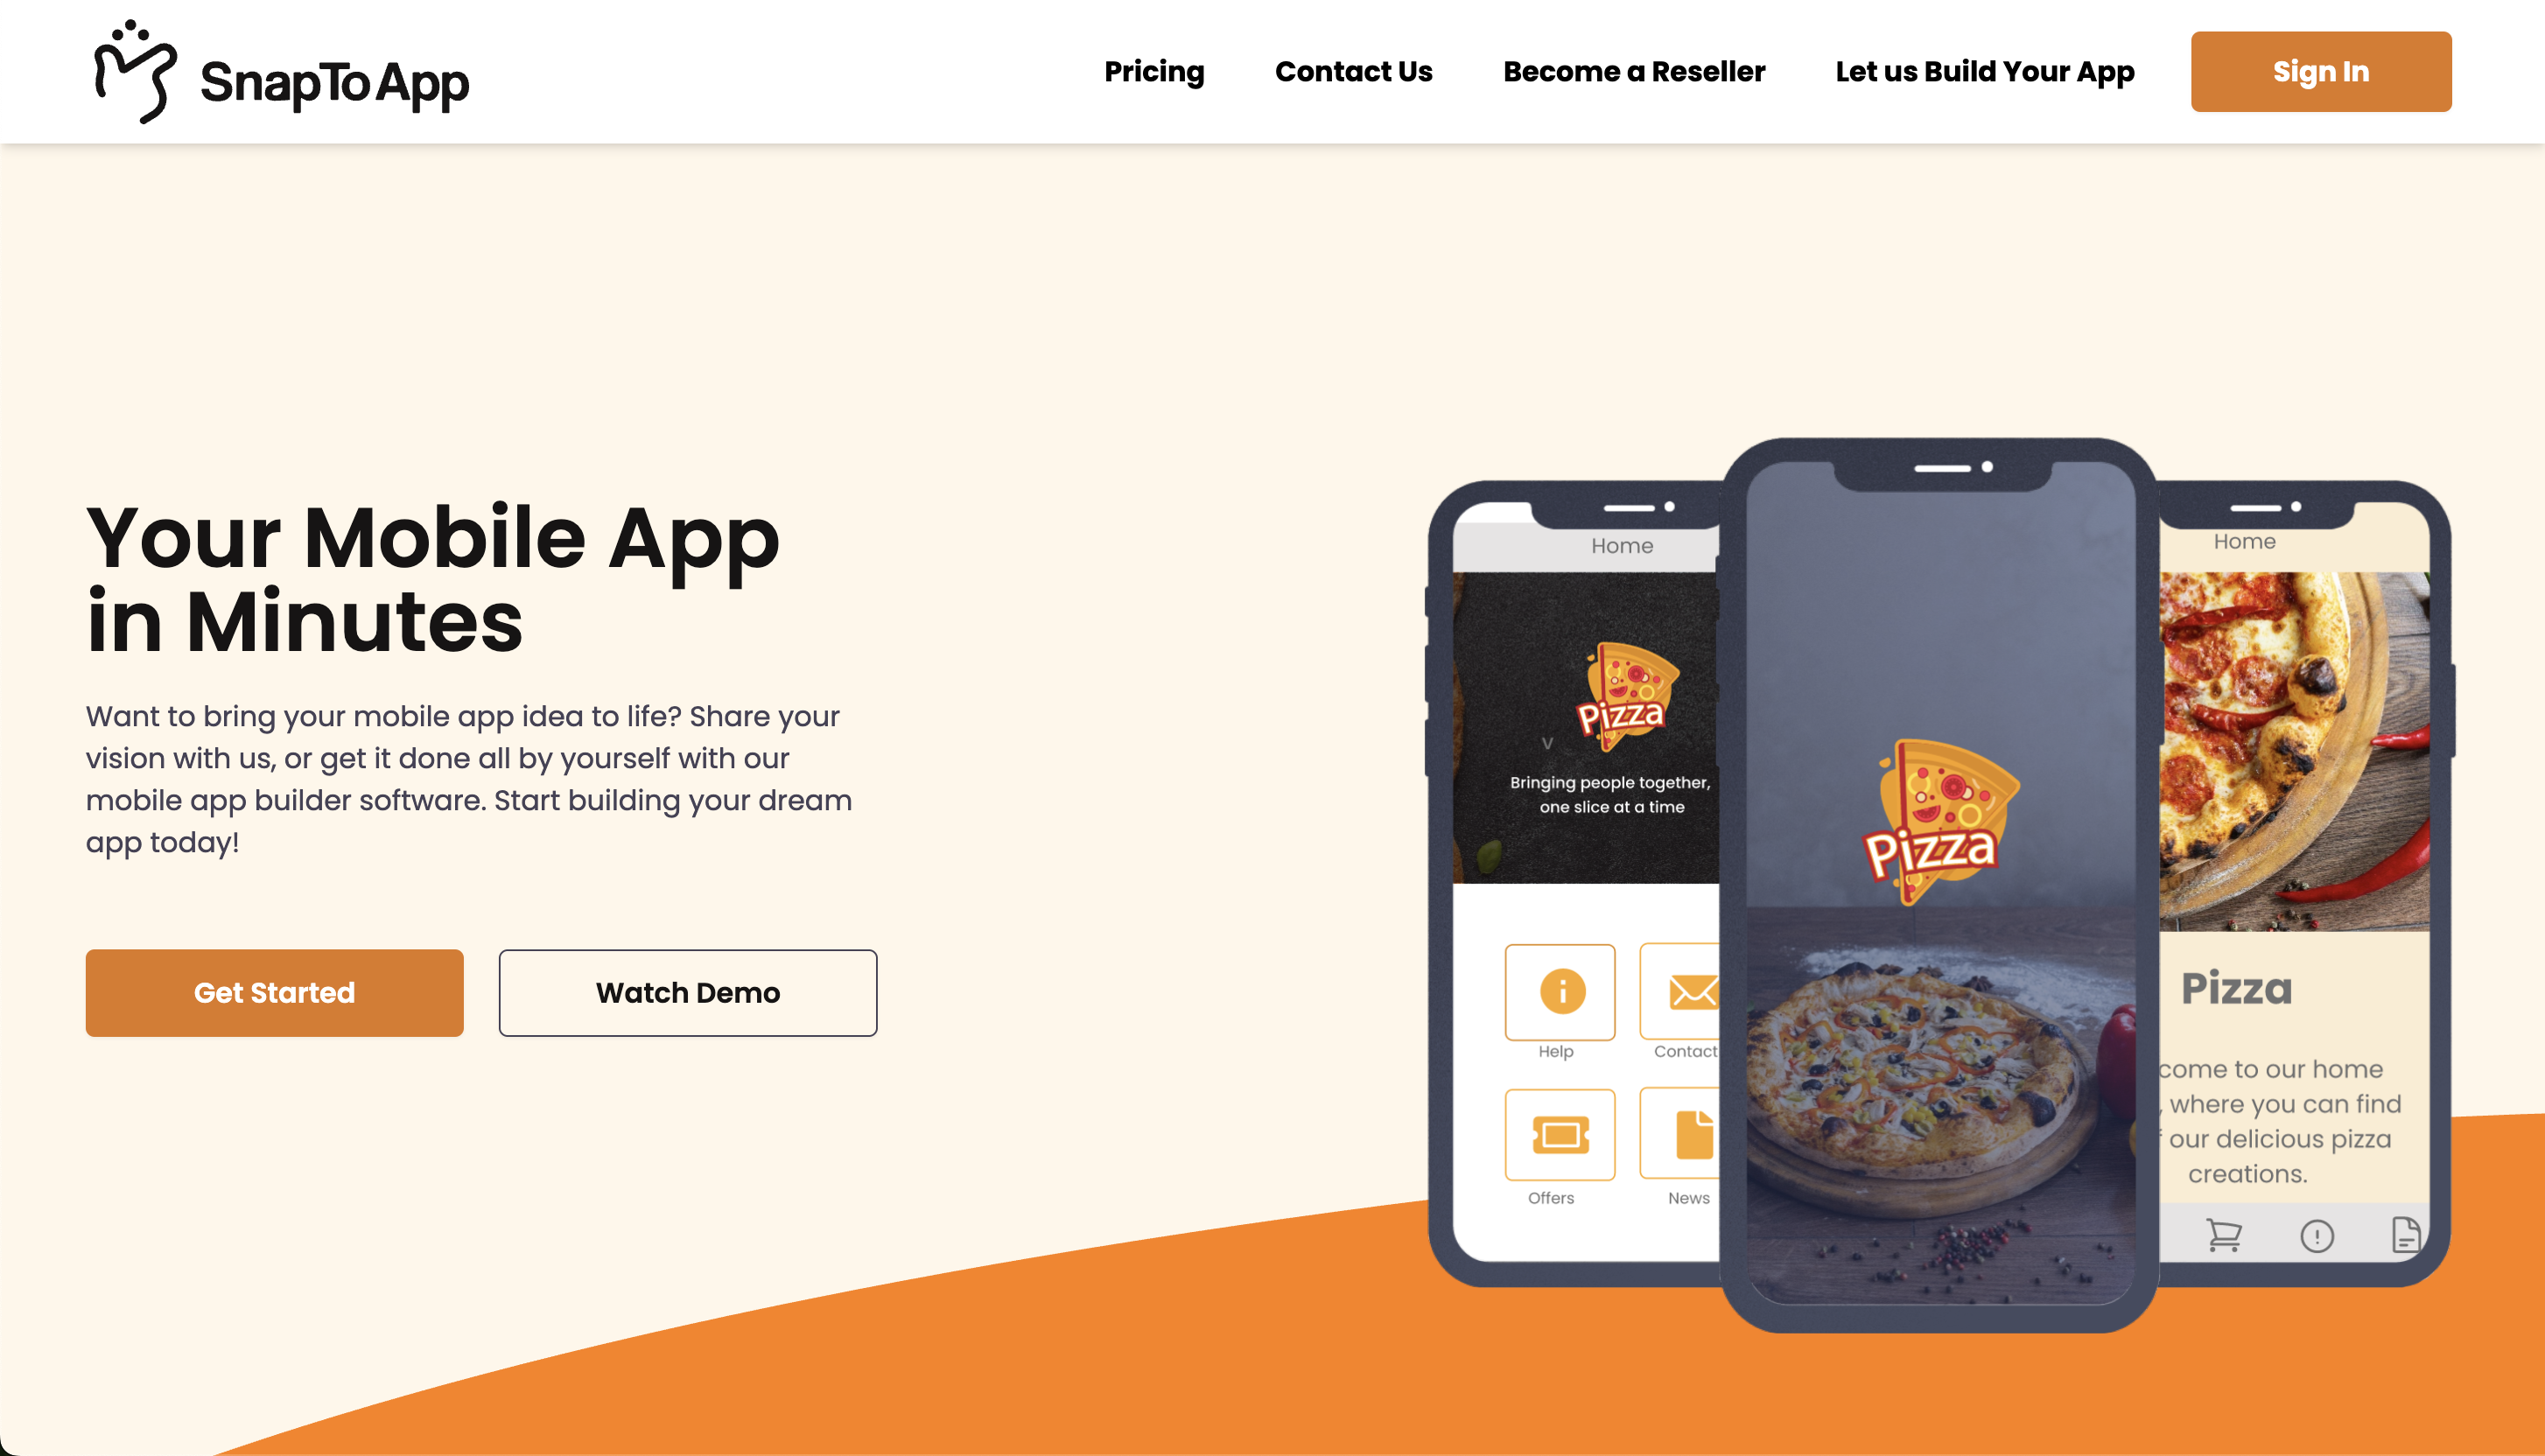 SnapTo App
Pricing
Contact Us
Become a Reseller
Let us Build Your App
Sign In
Your Mobile App
in Minutes
Want to bring your mobile app idea to life? Share your
vision with us, or get it done all by yourself with our
mobile app builder software. Start building your dream
app today!
Get Started
Watch Demo
Home
Pizza
V
Bringing people together,
one slice at a time
Help
Contact
Offers
News
Pizza
Home
Pizza
come to our home
, where you can find
our delicious pizza
creations.